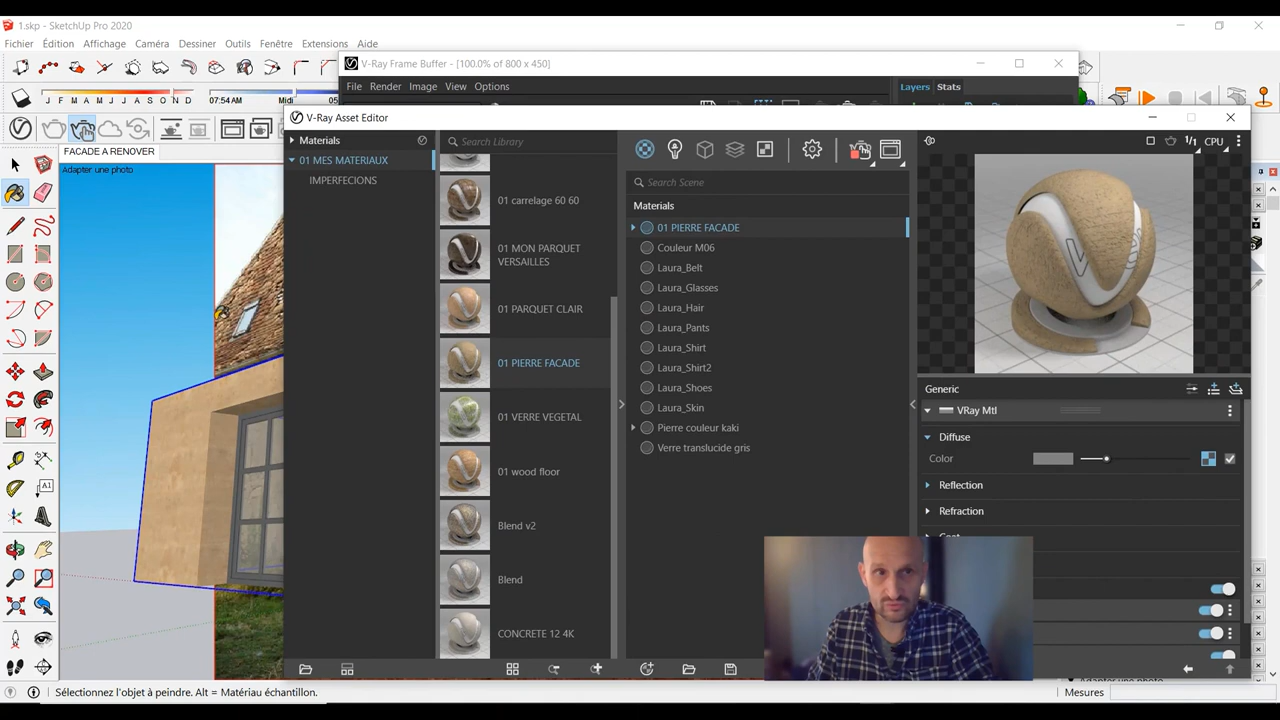 1.skp - SketchUp Pro 2020
Fichier Édition Affichage Caméra Dessiner Outils Fenêtre Extensions Aide
V-Ray Frame Buffer - [100.0% of 800 x 450]
File Render Image View Options
Layers Stats
J F M A M J J A S O N D
07:54 AM Midi 05
V-Ray Asset Editor
FACADE A RENOVER
Adapter une photo
Materials
01 MES MATERIAUX
IMPERFECIONS
Search Library
01 carrelage 60 60
01 MON PARQUET
VERSAILLES
01 PARQUET CLAIR
01 PIERRE FACADE
01 VERRE VEGETAL
01 wood floor
Blend v2
Blend
CONCRETE 12 4K
Search Scene
Materials
01 PIERRE FACADE
Couleur M06
Laura_Belt
Laura_Glasses
Laura_Hair
Laura_Pants
Laura_Shirt
Laura_Shirt2
Laura_Shoes
Laura_Skin
Pierre couleur kaki
Verre translucide gris
1/1 CPU
Generic
VRay Mtl
Diffuse
Color
Reflection
Refraction
A1
Sélectionnez l'objet à peindre. Alt = Matériau échantillon.
Mesures